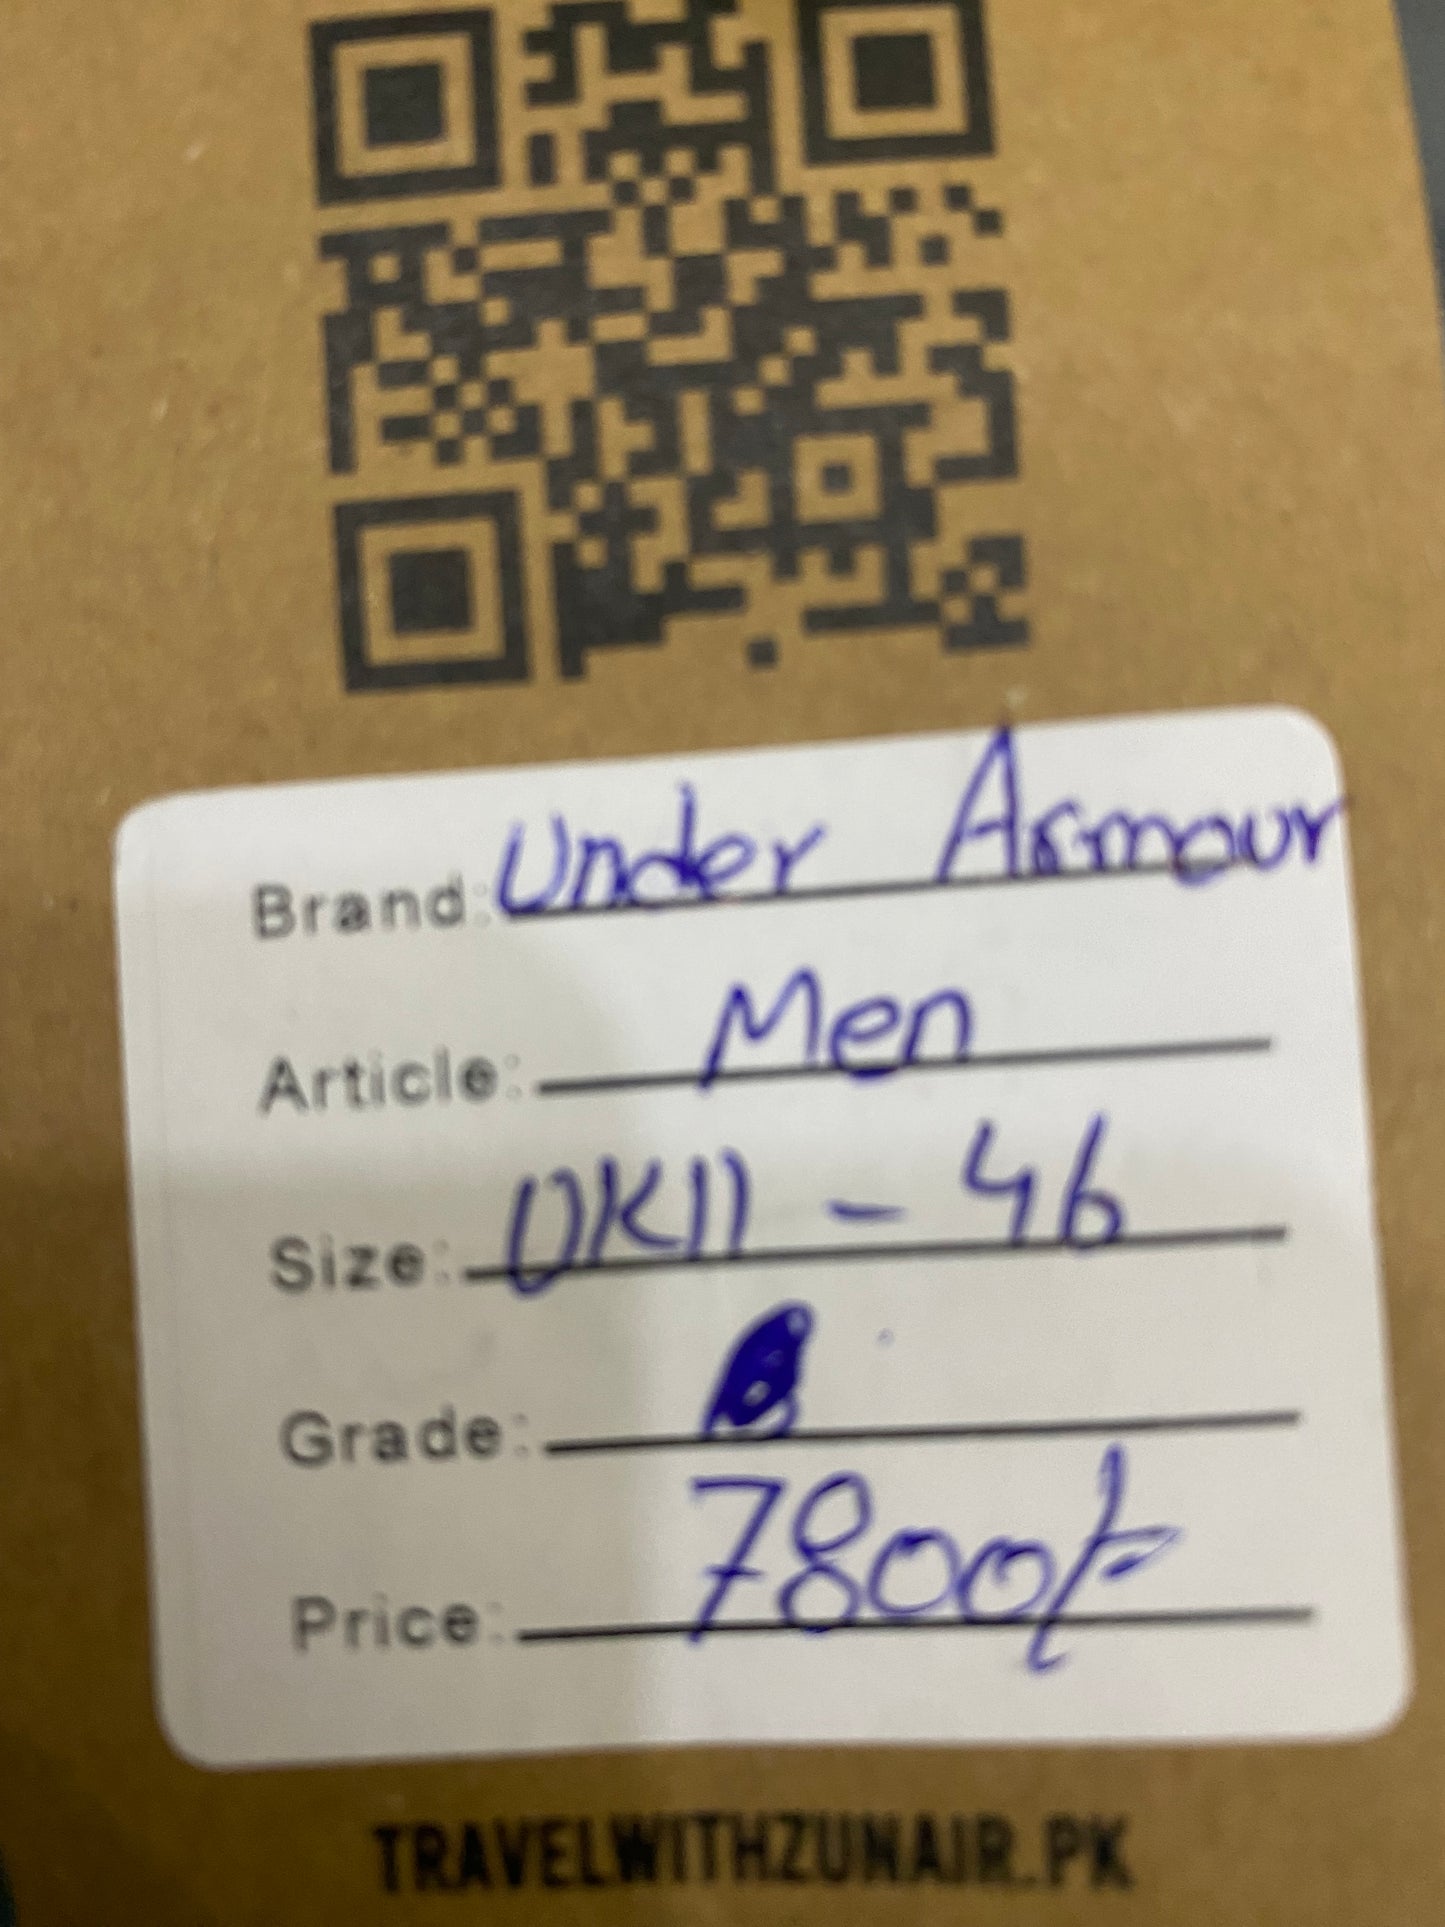 Brand: Under Armour
Article: Men
Size: UK11 - 46
Grade:
Price: 7800/-
TRAVELWITHZUNAIR.PK